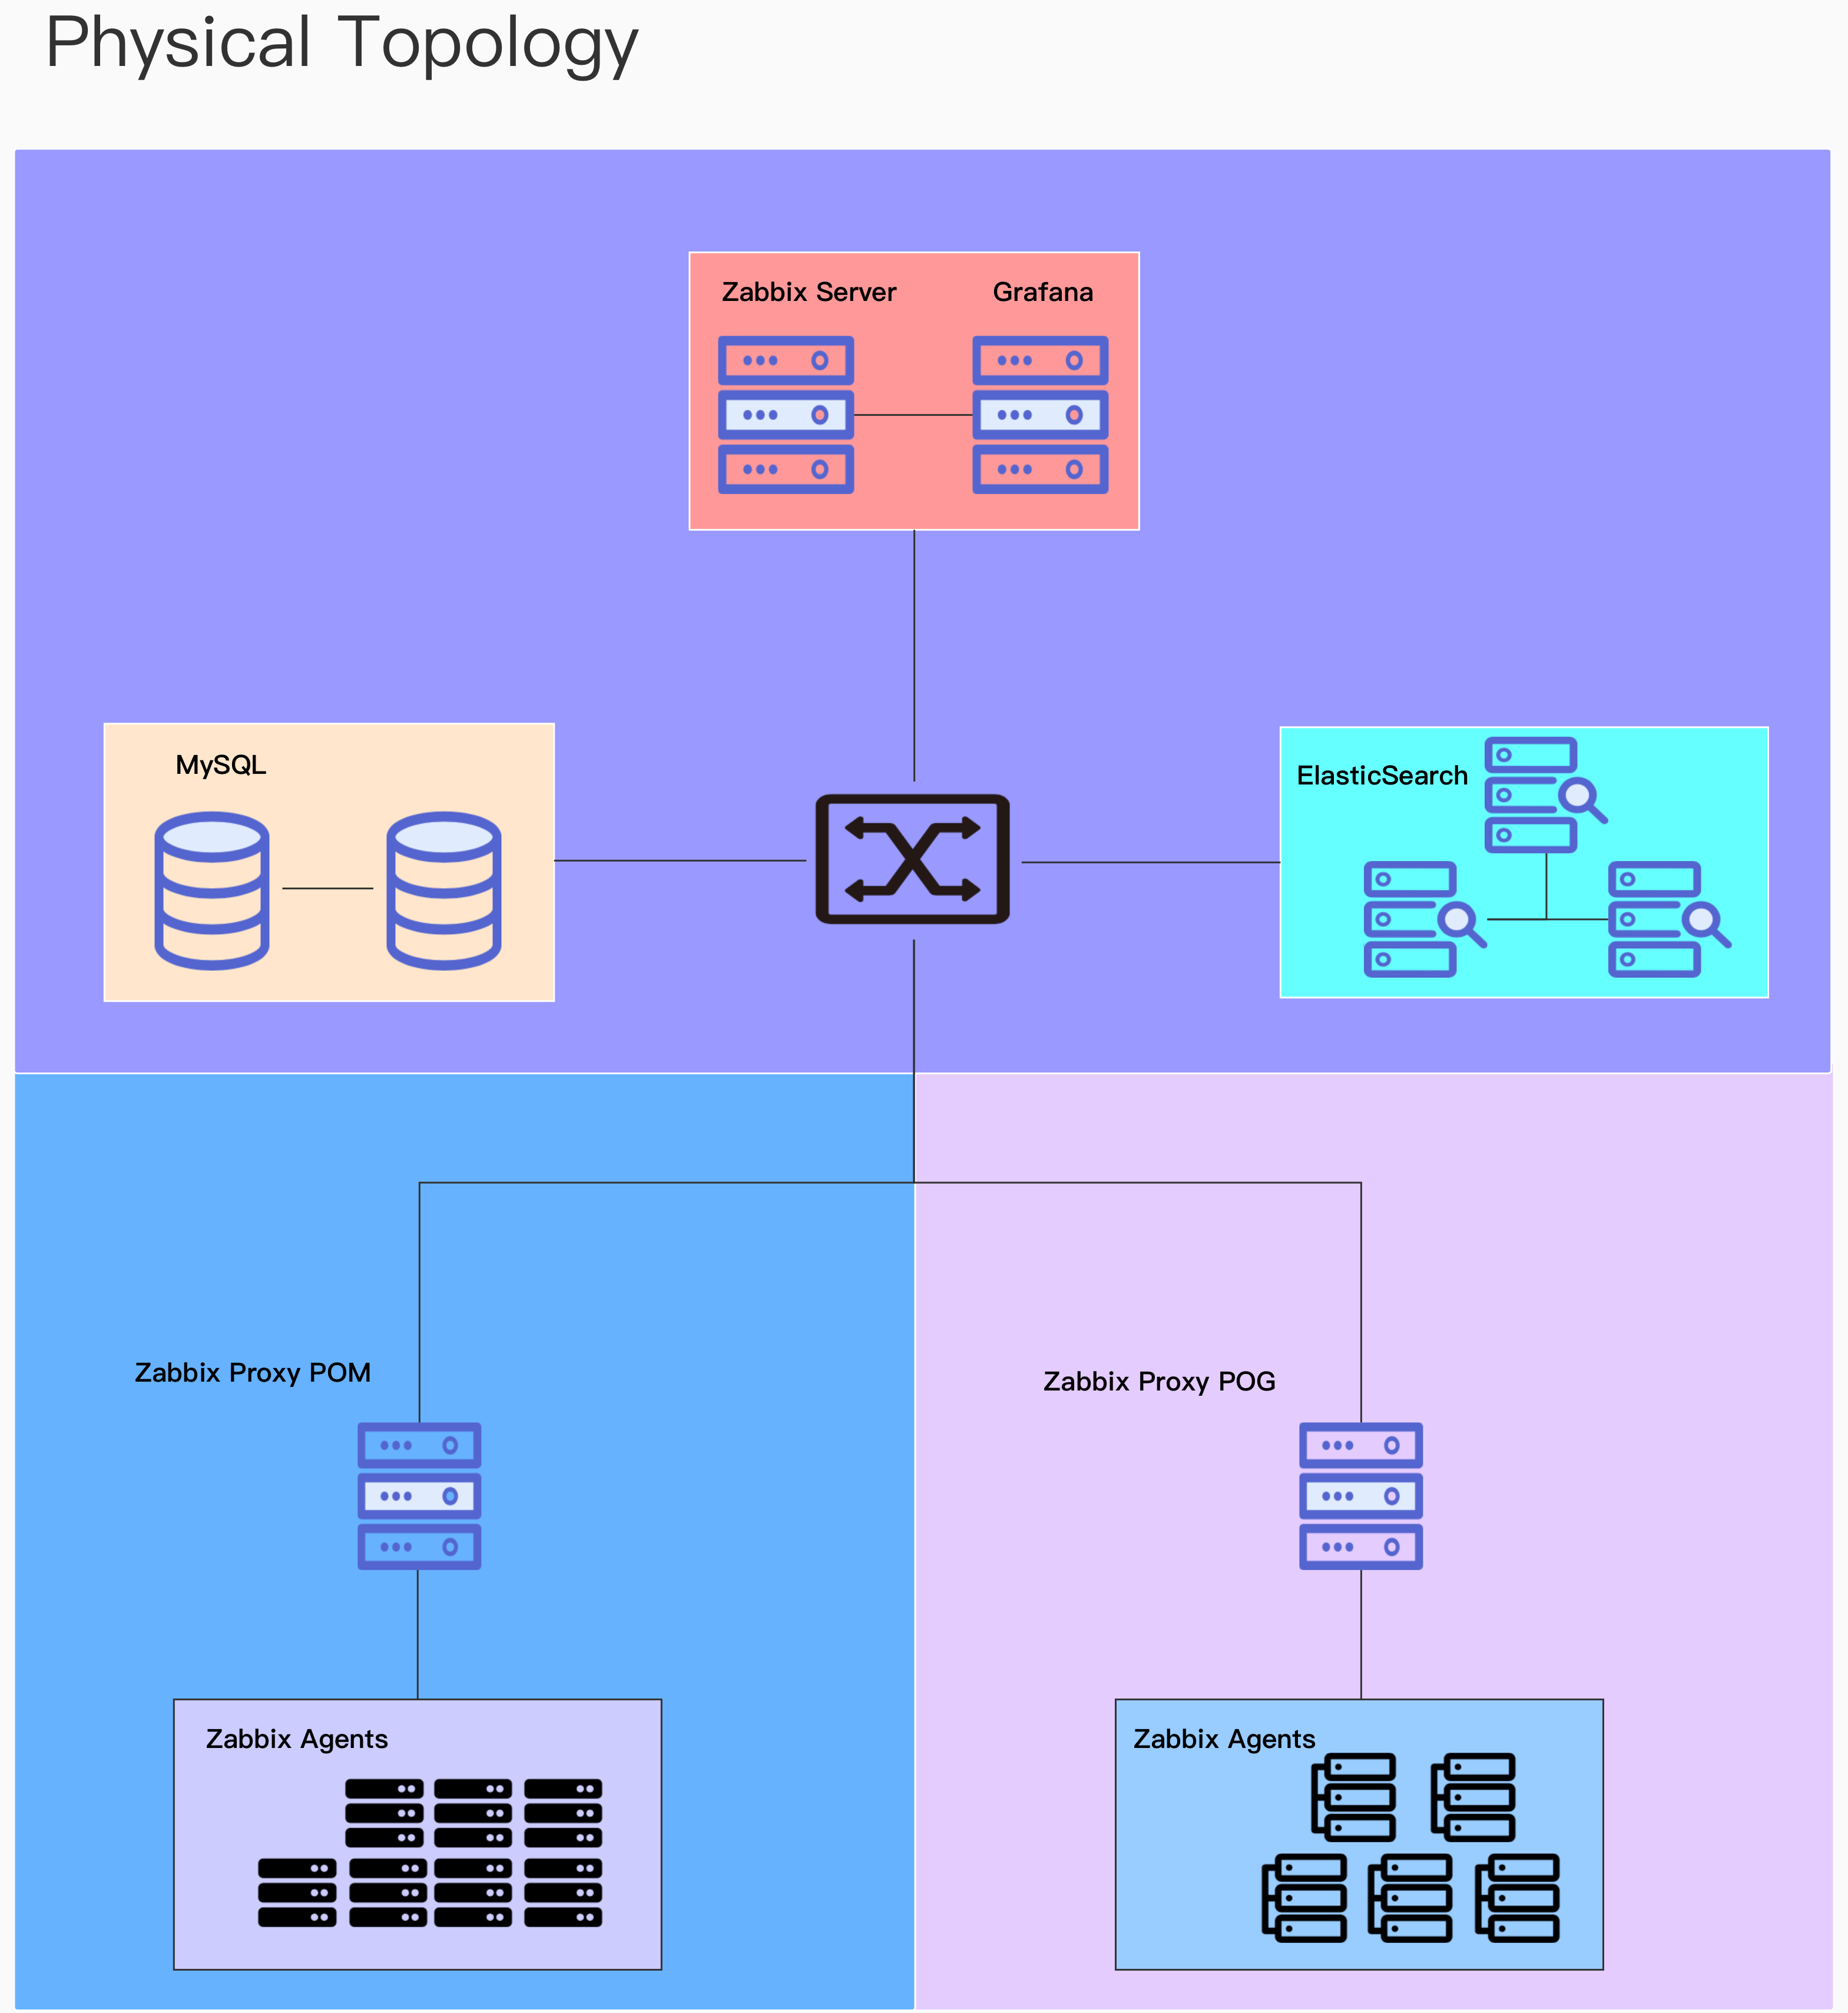 Physical Topology
Zabbix Server
Grafana
MySQL
ElasticSearch
Zabbix Proxy POM
Zabbix Proxy POG
Zabbix Agents
Zabbix Agents